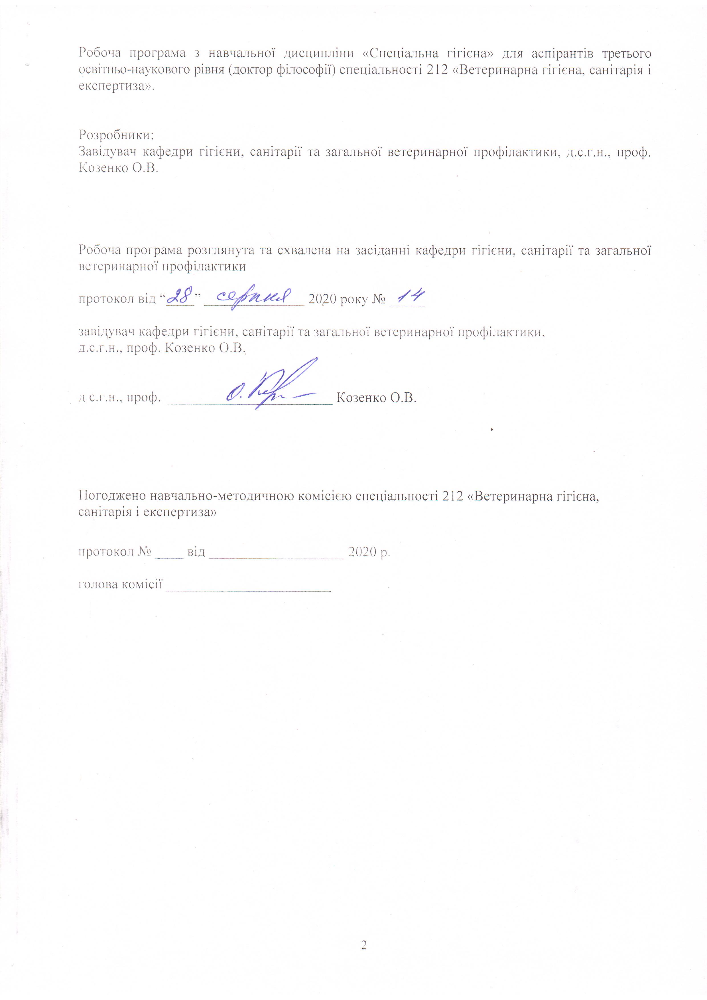 Робоча програма з навчальної дисципліни «Спеціальна гігієна» для аспірантів третього
освітньо-наукового рівня (доктор філософії) спеціальності 212 «Ветеринарна гігієна, санітарія і
експертиза».
Розробники:
Завідувач кафедри гігієни, санітарії та загальної ветеринарної профілактики, д.с.г.н., проф.
Козенко О.В.
Робоча програма розглянута та схвалена на засіданні кафедри гігієни, санітарії та загальної
ветеринарної профілактики
протокол від “28” серпня 2020 року № 14
завідувач кафедри гігієни, санітарії та загальної ветеринарної профілактики,
д.с.г.н., проф. Козенко О.В.
д с.г.н., проф. ____________________ Козенко О.В.
Погоджено навчально-методичною комісією спеціальності 212 «Ветеринарна гігієна,
санітарія і експертиза»
протокол № ____ від ____________________ 2020 р.
голова комісії ________________________
2